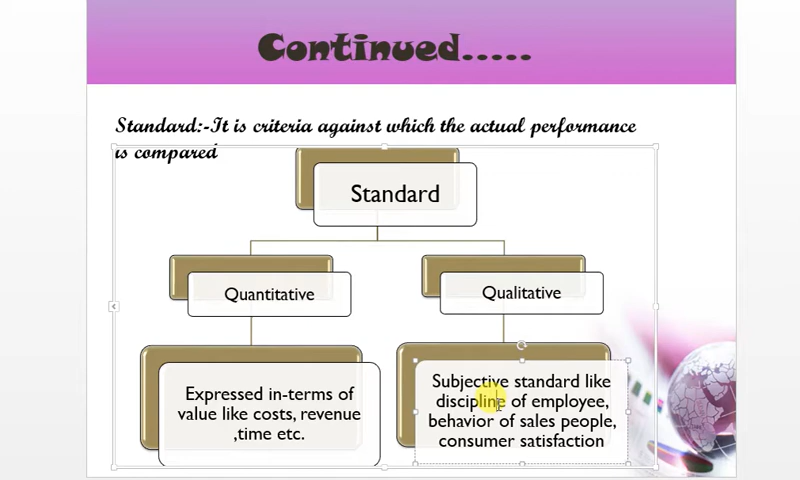 Continued.....
Standard:-It is criteria against which the actual performance
is compared
Standard
Quantitative
Qualitative
Expressed in-terms of
value like costs, revenue
,time etc.
Subjective standard like
discipline of employee,
behavior of sales people,
consumer satisfaction